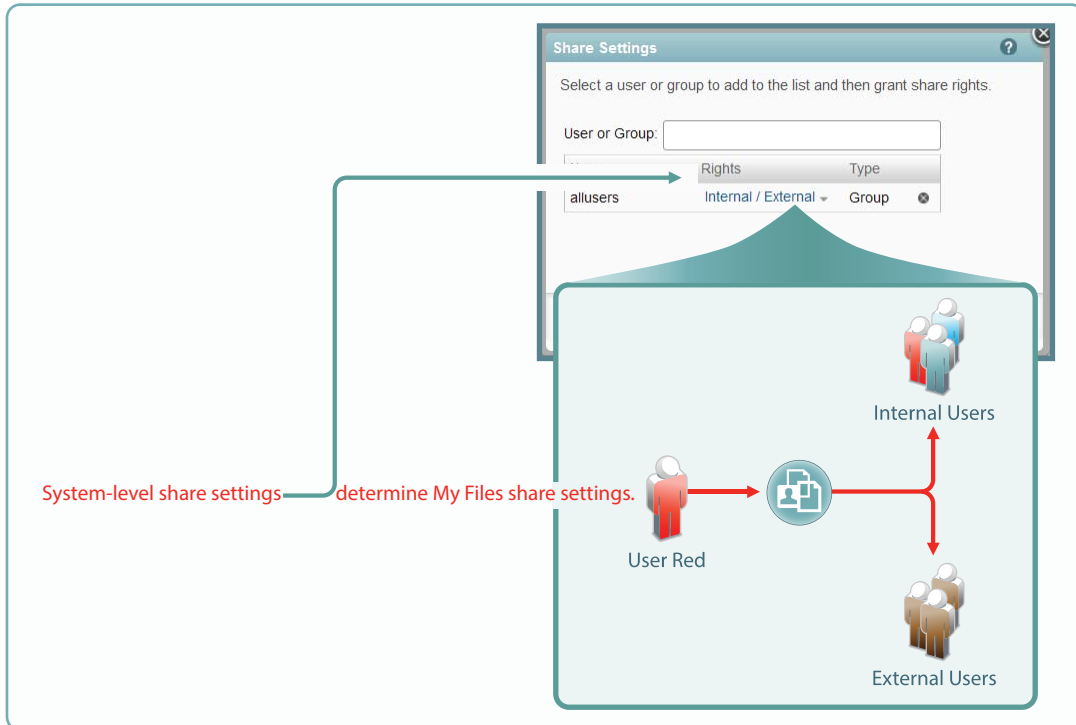 Share Settings
?
Select a user or group to add to the list and then grant share rights.
User or Group:
Rights Type
allusers Internal / External Group
Internal Users
System-level share settings determine My Files share settings.
User Red
External Users